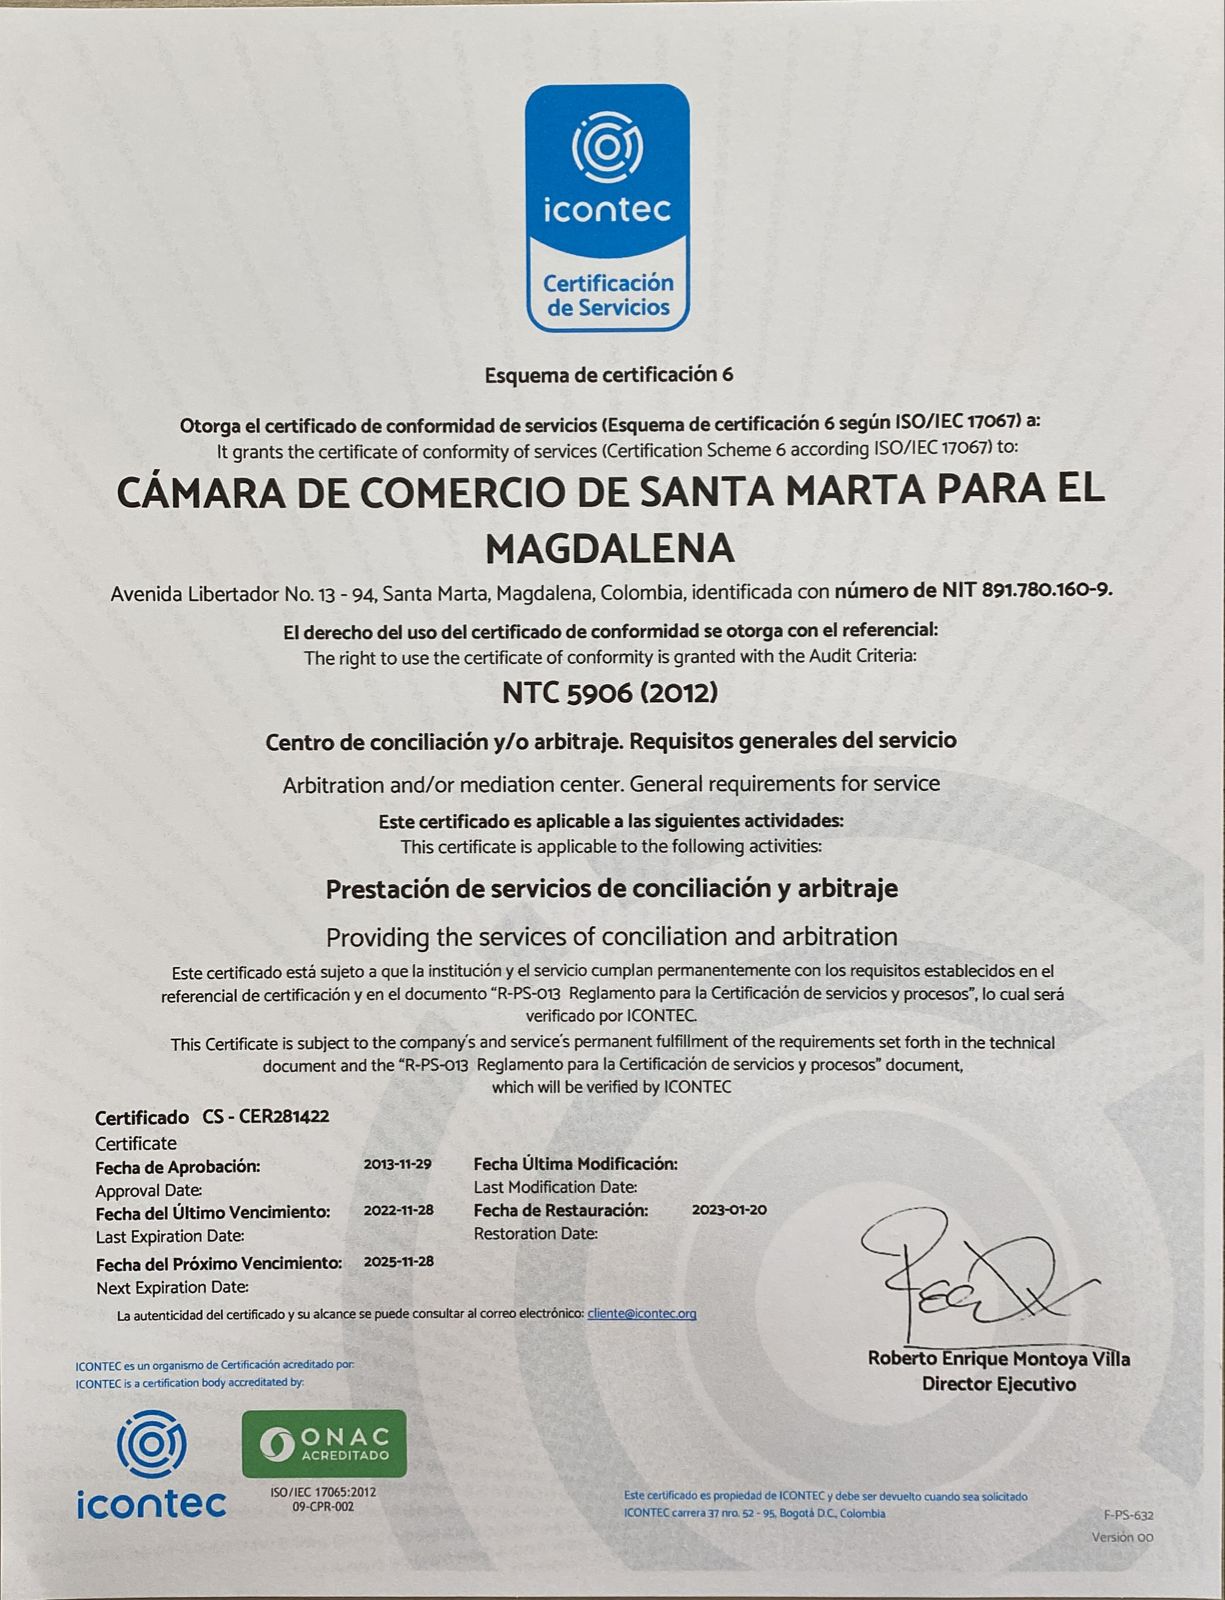 icontec
Certificación
de Servicios
Esquema de certificación 6
Otorga el certificado de conformidad de servicios (Esquema de certificación 6 según ISO/IEC 17067) a:
It grants the certificate of conformity of services (Certification Scheme 6 according ISO/IEC 17067) to:
CÁMARA DE COMERCIO DE SANTA MARTA PARA EL
MAGDALENA
Avenida Libertador No. 13 - 94, Santa Marta, Magdalena, Colombia, identificada con número de NIT 891.780.160-9.
El derecho del uso del certificado de conformidad se otorga con el referencial:
The right to use the certificate of conformity is granted with the Audit Criteria:
NTC 5906 (2012)
Centro de conciliación y/o arbitraje. Requisitos generales del servicio
Arbitration and/or mediation center. General requirements for service
Este certificado es aplicable a las siguientes actividades:
This certificate is applicable to the following activities:
Prestación de servicios de conciliación y arbitraje
Providing the services of conciliation and arbitration
Este certificado está sujeto a que la institución y el servicio cumplan permanentemente con los requisitos establecidos en el
referencial de certificación y en el documento “R-PS-013 Reglamento para la Certificación de servicios y procesos”, lo cual será
verificado por ICONTEC.
This Certificate is subject to the company´s and service´s permanent fulfillment of the requirements set forth in the technical
document and the “R-PS-013 Reglamento para la Certificación de servicios y procesos” document,
which will be verified by ICONTEC
Certificado CS - CER281422
Certificate
Fecha de Aprobación: 2013-11-29 Fecha Última Modificación:
Approval Date: Last Modification Date:
Fecha del Último Vencimiento: 2022-11-28 Fecha de Restauración: 2023-01-20
Last Expiration Date: Restoration Date:
Fecha del Próximo Vencimiento: 2025-11-28
Next Expiration Date:
La autenticidad del certificado y su alcance se puede consultar al correo electrónico: cliente@icontec.org
Roberto Enrique Montoya Villa
Director Ejecutivo
ICONTEC es un organismo de Certificación acreditado por:
ICONTEC is a certification body accreditated by:
icontec
ONAC
ACREDITADO
ISO/IEC 17065:2012
09-CPR-002
Este certificado es propiedad de ICONTEC y debe ser devuelto cuando sea solicitado
ICONTEC carrera 37 nro. 52 - 95, Bogotá D.C., Colombia
F-PS-632
Versión 00